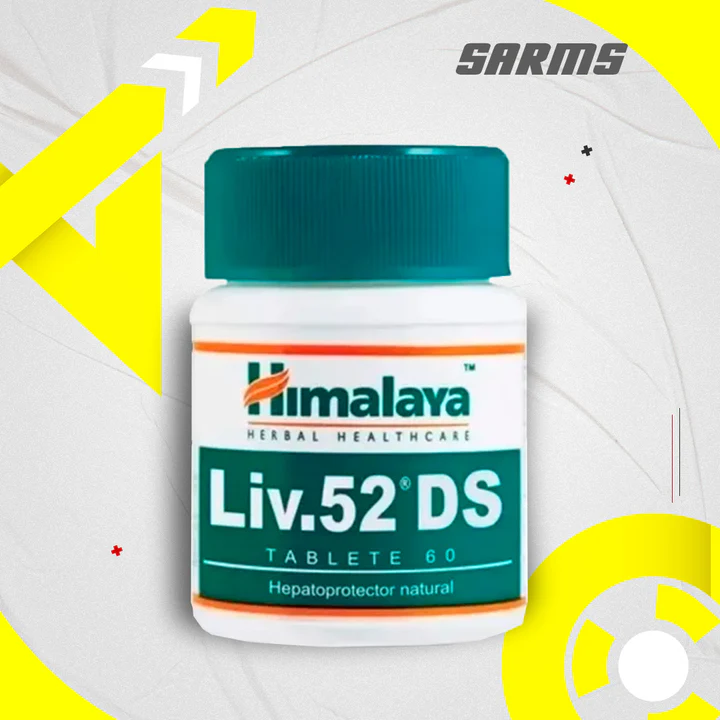 SARMS
Himalaya™
HERBAL HEALTHCARE
Liv.52® DS
TABLETE 60
Hepatoprotector natural